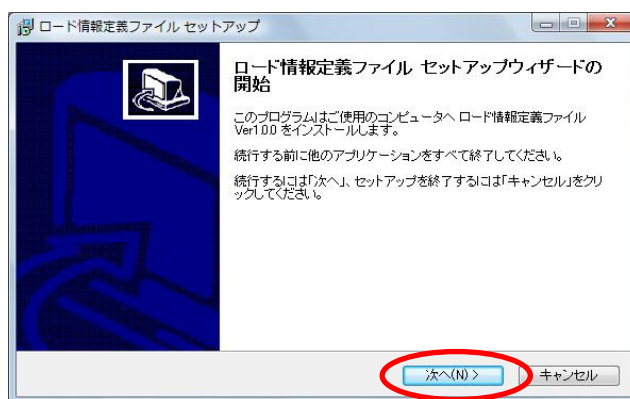 ロード情報定義ファイル セットアップ
ロード情報定義ファイル セットアップウィザードの
開始
このプログラムはご使用のコンピュータへ ロード情報定義ファイル
Ver1.0.0 をインストールします。
続行する前に他のアプリケーションをすべて終了してください。
続行するには「次へ」、セットアップを終了するには「キャンセル」をクリ
ックしてください。
次へ(N) >
キャンセル